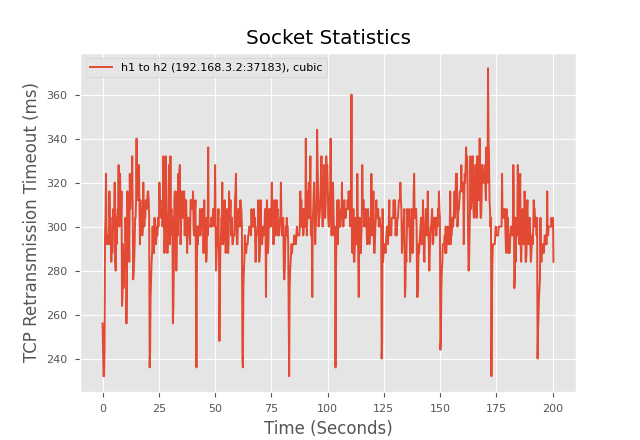 Socket Statistics
h1 to h2 (192.168.3.2:37183), cubic
TCP Retransmission Timeout (ms)
360
340
320
300
280
260
240
0 25 50 75 100 125 150 175 200
Time (Seconds)